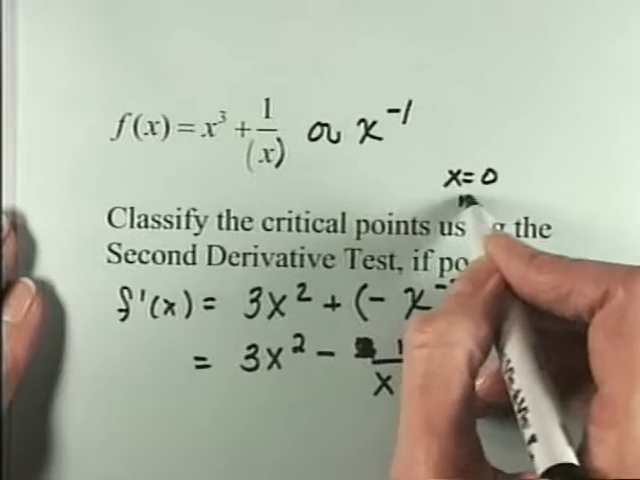 f(x) = x³ + 1/(x) or x⁻¹
x = 0
is
Classify the critical points us g the
Second Derivative Test, if po
f'(x) = 3x² + (- x⁻
= 3x² - 1/x